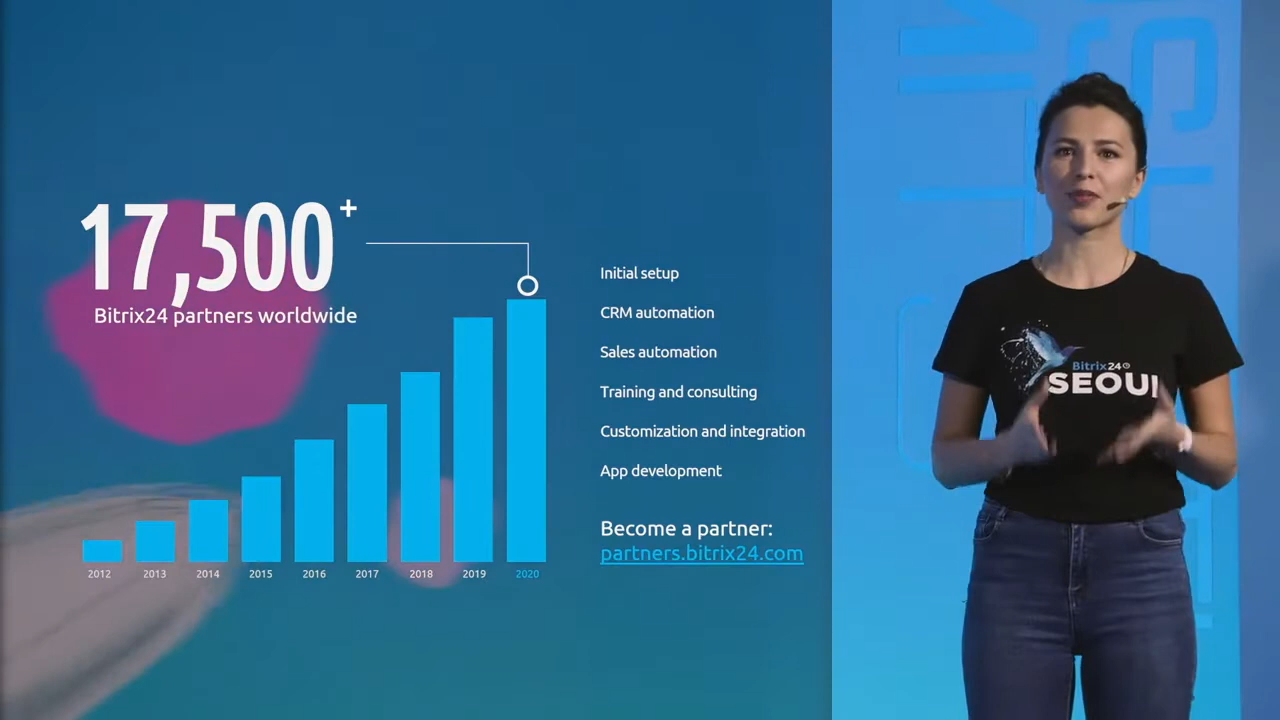 17,500+
Bitrix24 partners worldwide
2012 2013 2014 2015 2016 2017 2018 2019 2020
Initial setup
CRM automation
Sales automation
Training and consulting
Customization and integration
App development
Become a partner:
partners.bitrix24.com
Bitrix24
SEOUL